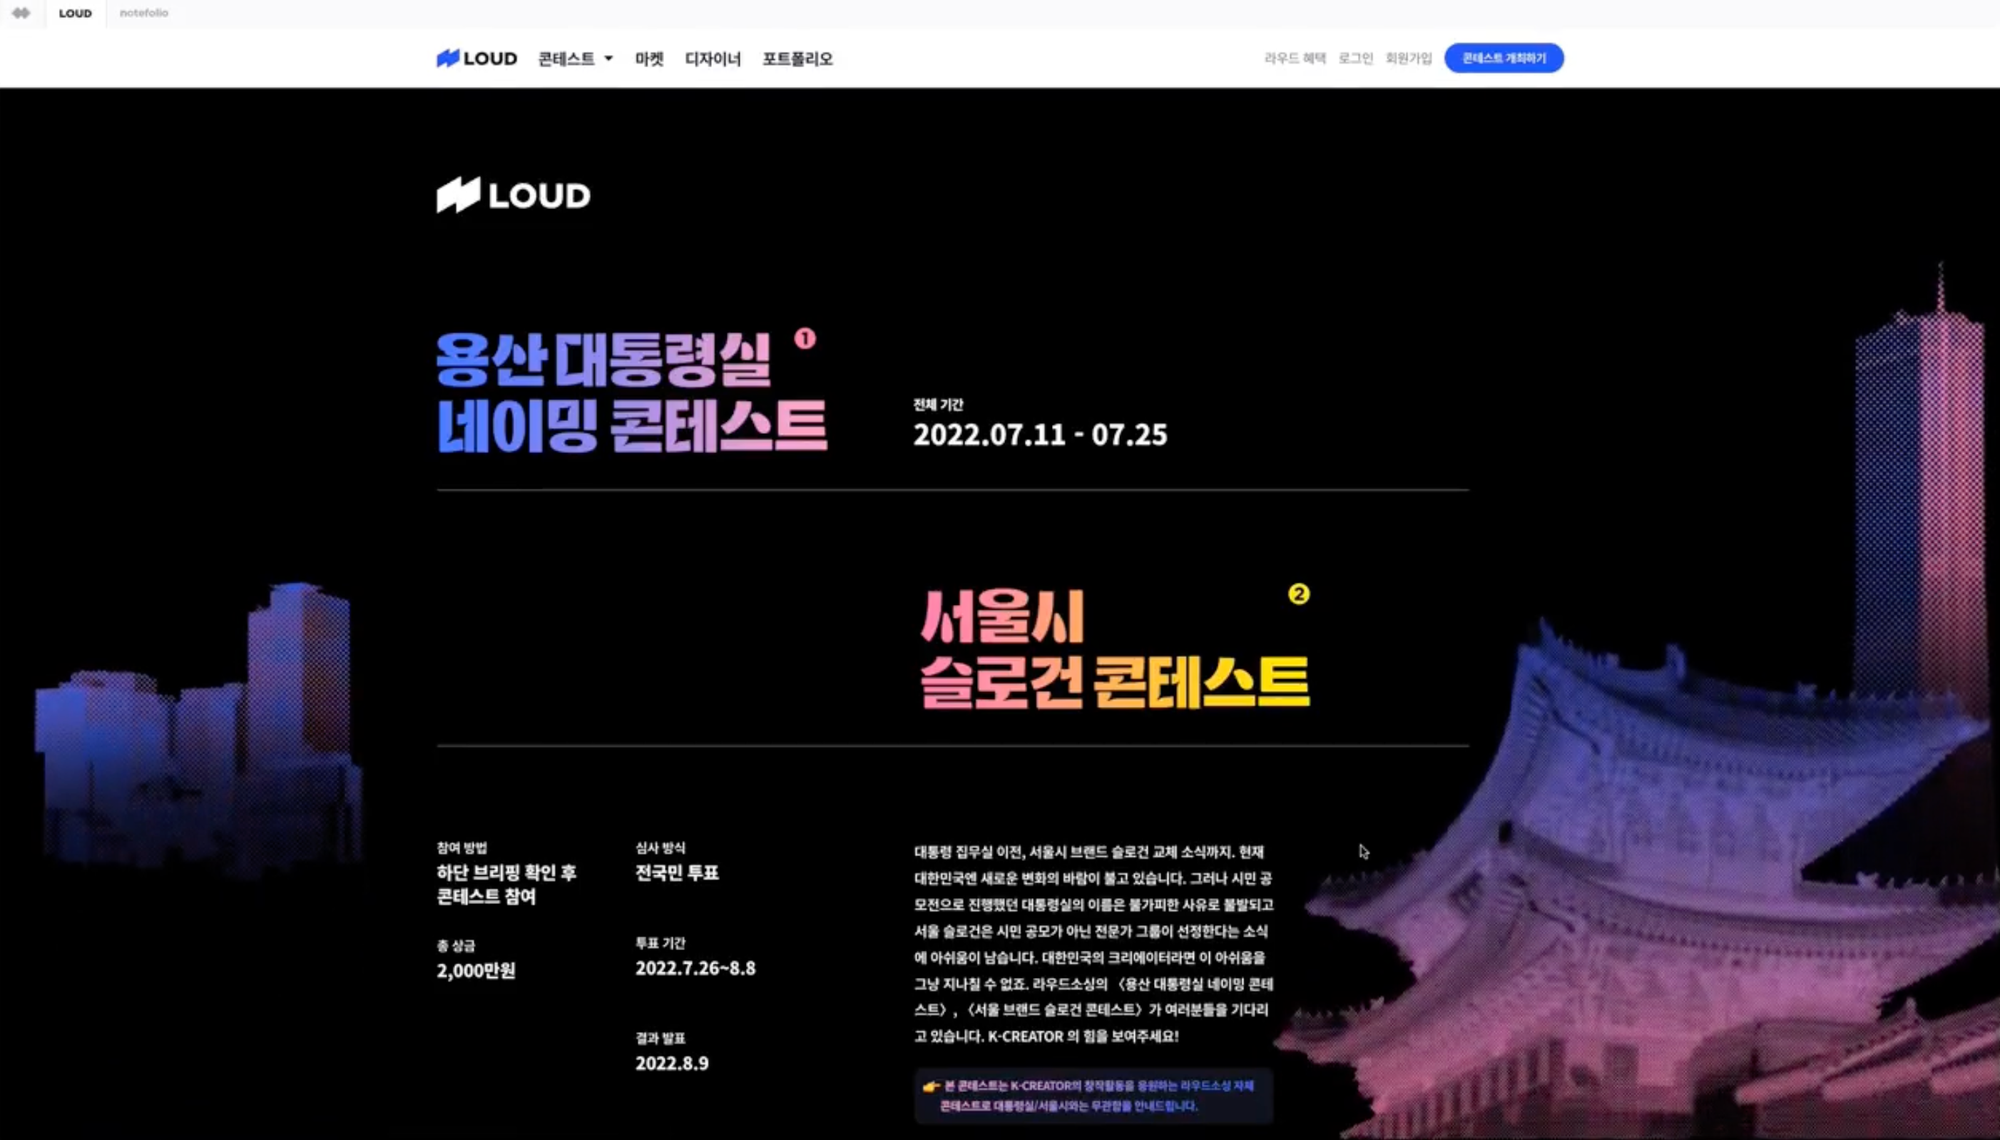 LOUD
notefolio
LOUD
콘테스트
마켓
디자이너
포트폴리오
라우드 혜택
로그인
회원가입
콘테스트 개최하기
LOUD
용산 대통령실
네이밍 콘테스트
1
전체 기간
2022.07.11 - 07.25
서울시
슬로건 콘테스트
2
참여 방법
하단 브리핑 확인 후
콘테스트 참여
총 상금
2,000만원
심사 방식
전국민 투표
투표 기간
2022.7.26~8.8
결과 발표
2022.8.9
대통령 집무실 이전, 서울시 브랜드 슬로건 교체 소식까지. 현재
대한민국엔 새로운 변화의 바람이 불고 있습니다. 그러나 시민 공
모전으로 진행했던 대통령실의 이름은 불가피한 사유로 불발되고
서울 슬로건은 시민 공모가 아닌 전문가 그룹이 선정한다는 소식
에 아쉬움이 남습니다. 대한민국의 크리에이터라면 이 아쉬움을
그냥 지나칠 수 없죠. 라우드소싱의 〈용산 대통령실 네이밍 콘테
스트〉, 〈서울 브랜드 슬로건 콘테스트〉가 여러분들을 기다리
고 있습니다. K-CREATOR 의 힘을 보여주세요!
본 콘테스트는 K-CREATOR의 창작활동을 응원하는 라우드소싱 자체
콘테스트로 대통령실/서울시와는 무관함을 안내드립니다.